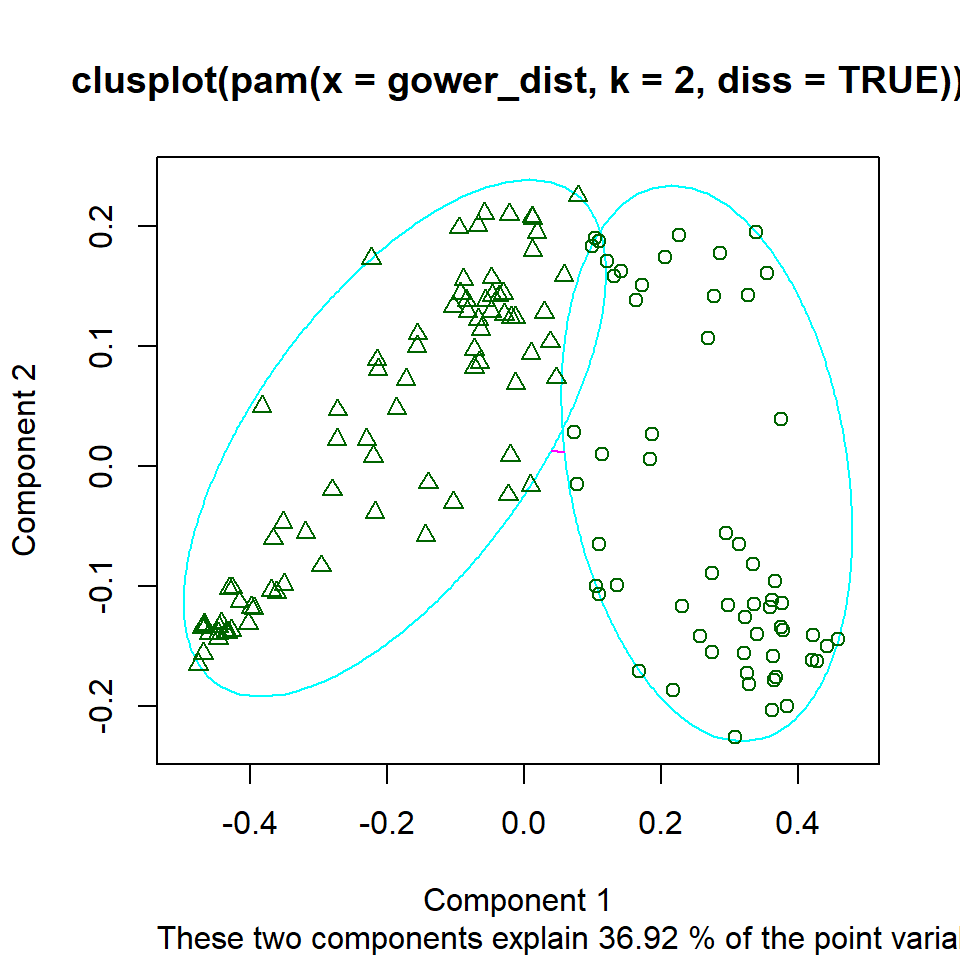 clusplot(pam(x = gower_dist, k = 2, diss = TRUE))
0.2
0.1
0.0
-0.1
-0.2
Component 2
-0.4 -0.2 0.0 0.2 0.4
Component 1
These two components explain 36.92 % of the point varia